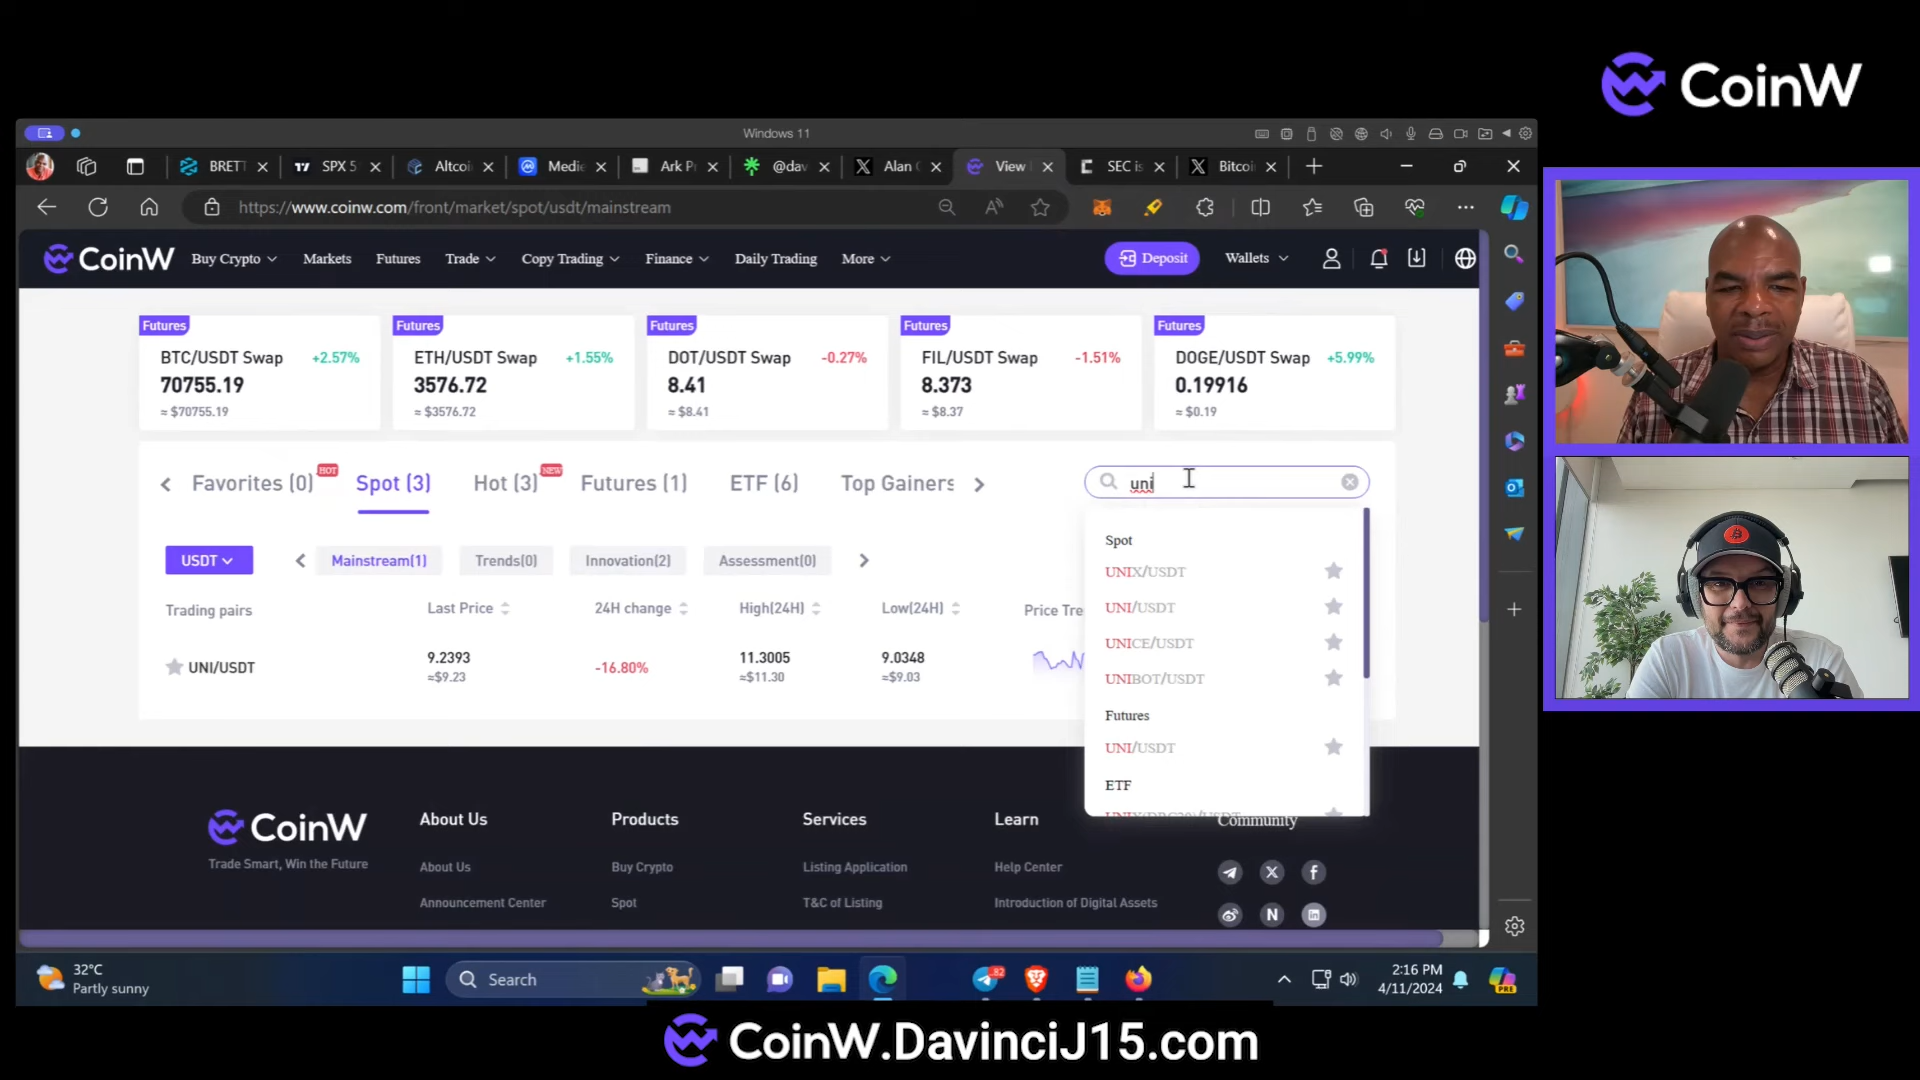 CoinW
Windows 11
BRETT
SPX 5
Altcoi
Medie
Ark P
@dav
Alan
View
SEC is
Bitcoi
https://www.coinw.com/front/market/spot/usdt/mainstream
CoinW
Buy Crypto
Markets
Futures
Trade
Copy Trading
Finance
Daily Trading
More
Deposit
Wallets
Futures
BTC/USDT Swap
+2.57%
70755.19
≈ $70755.19
Futures
ETH/USDT Swap
+1.55%
3576.72
≈ $3576.72
Futures
DOT/USDT Swap
-0.27%
8.41
≈ $8.41
Futures
FIL/USDT Swap
-1.51%
8.373
≈ $8.37
Futures
DOGE/USDT Swap
+5.99%
0.19916
≈ $0.19
Favorites (0)
HOT
Spot (3)
Hot (3)
NEW
Futures (1)
ETF (6)
Top Gainers
uni
USDT
Mainstream(1)
Trends(0)
Innovation(2)
Assessment(0)
Trading pairs
Last Price
24H change
High(24H)
Low(24H)
Price Tre
UNI/USDT
9.2393
≈$9.23
-16.80%
11.3005
≈$11.30
9.0348
≈$9.03
Spot
UNIX/USDT
UNI/USDT
UNICE/USDT
UNIBOT/USDT
Futures
UNI/USDT
ETF
CoinW
Trade Smart, Win the Future
About Us
About Us
Announcement Center
Products
Buy Crypto
Spot
Services
Listing Application
T&C of Listing
Learn
Help Center
Introduction of Digital Assets
Community
32°C
Partly sunny
Search
82
2:16 PM
4/11/2024
PRE
CoinW.DavinciJ15.com